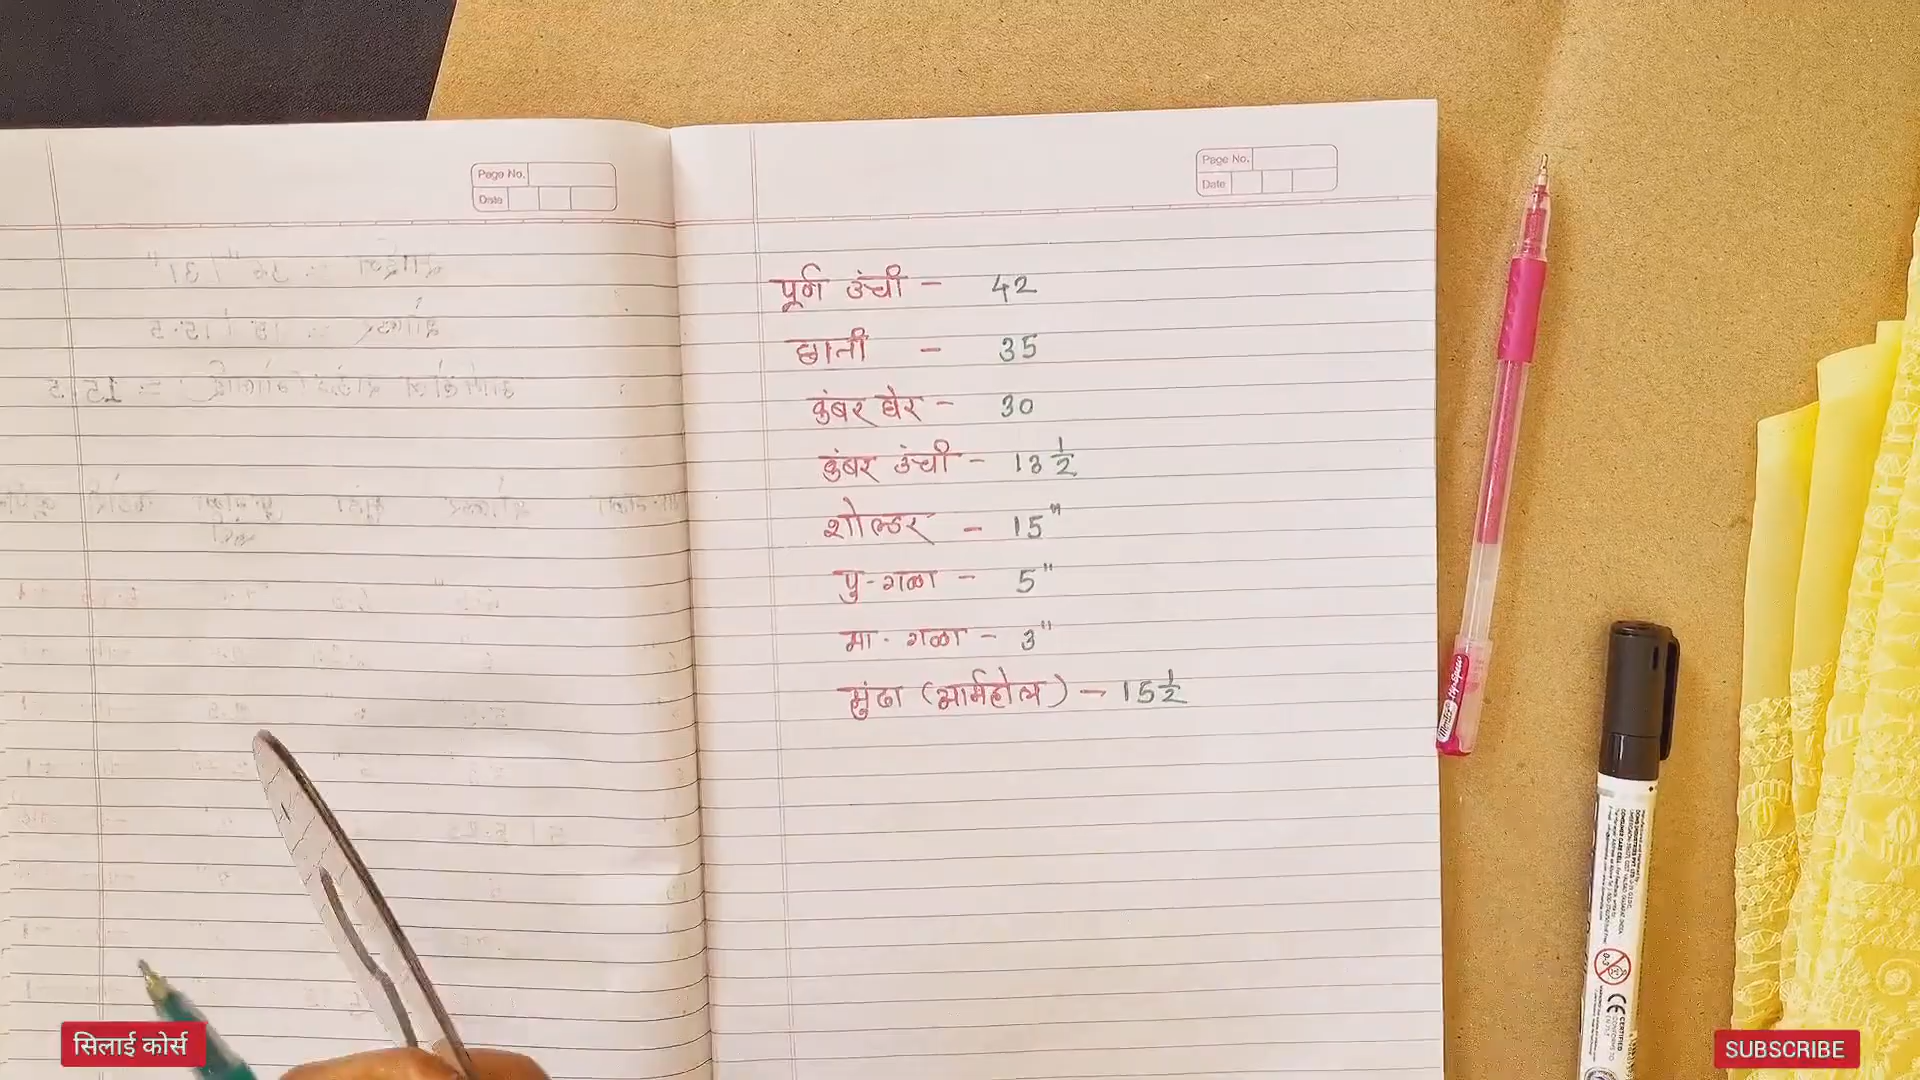 Page No.
Date
Page No.
Date
पूर्ण उंची - 42
छाती - 35
कंबर घेर - 30
कंबर उंची - 13 1/2
शोल्डर - 15"
पु-गळा - 5"
मा. गळा - 3"
मुंढा (आर्महोल) - 15 1/2
सिलाई कोर्स
SUBSCRIBE